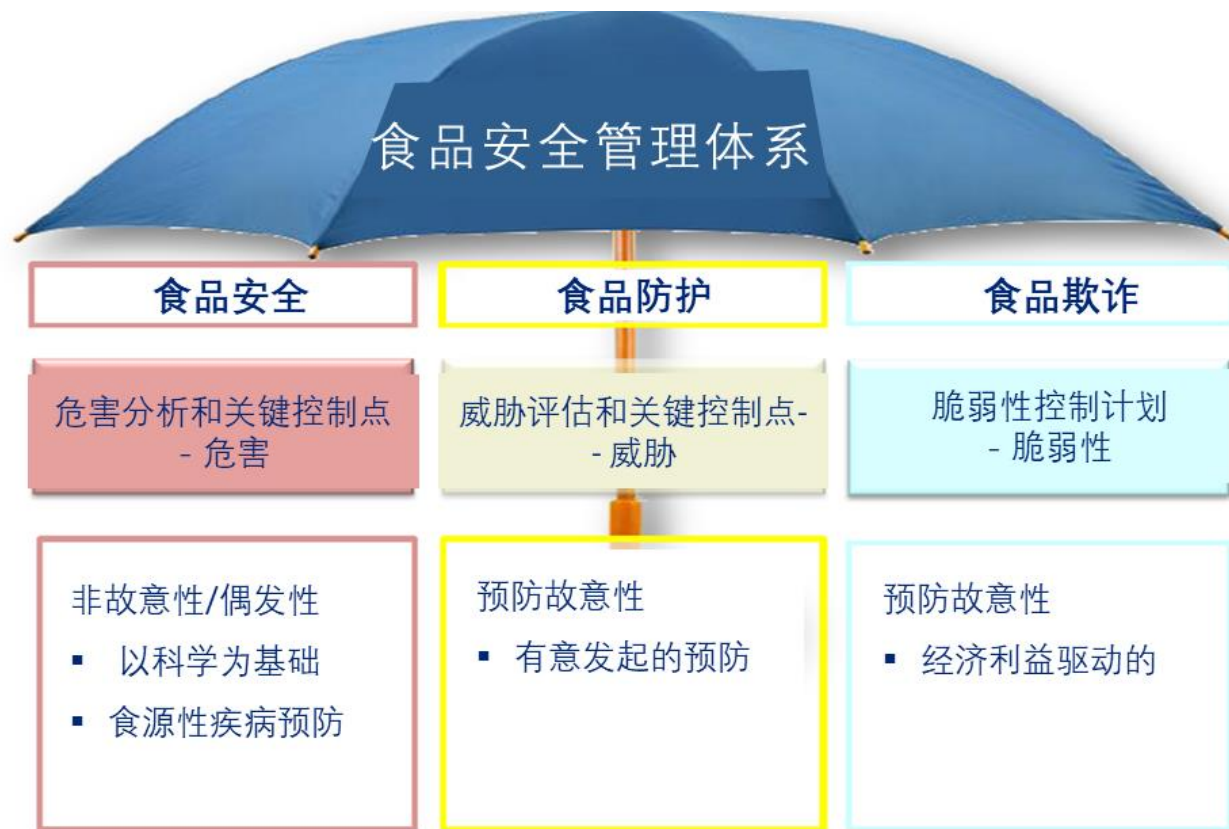 食品安全管理体系
食品安全
食品防护
食品欺诈
危害分析和关键控制点
- 危害
威胁评估和关键控制点-
- 威胁
脆弱性控制计划
- 脆弱性
非故意性/偶发性
▪ 以科学为基础
▪ 食源性疾病预防
预防故意性
▪ 有意发起的预防
预防故意性
▪ 经济利益驱动的